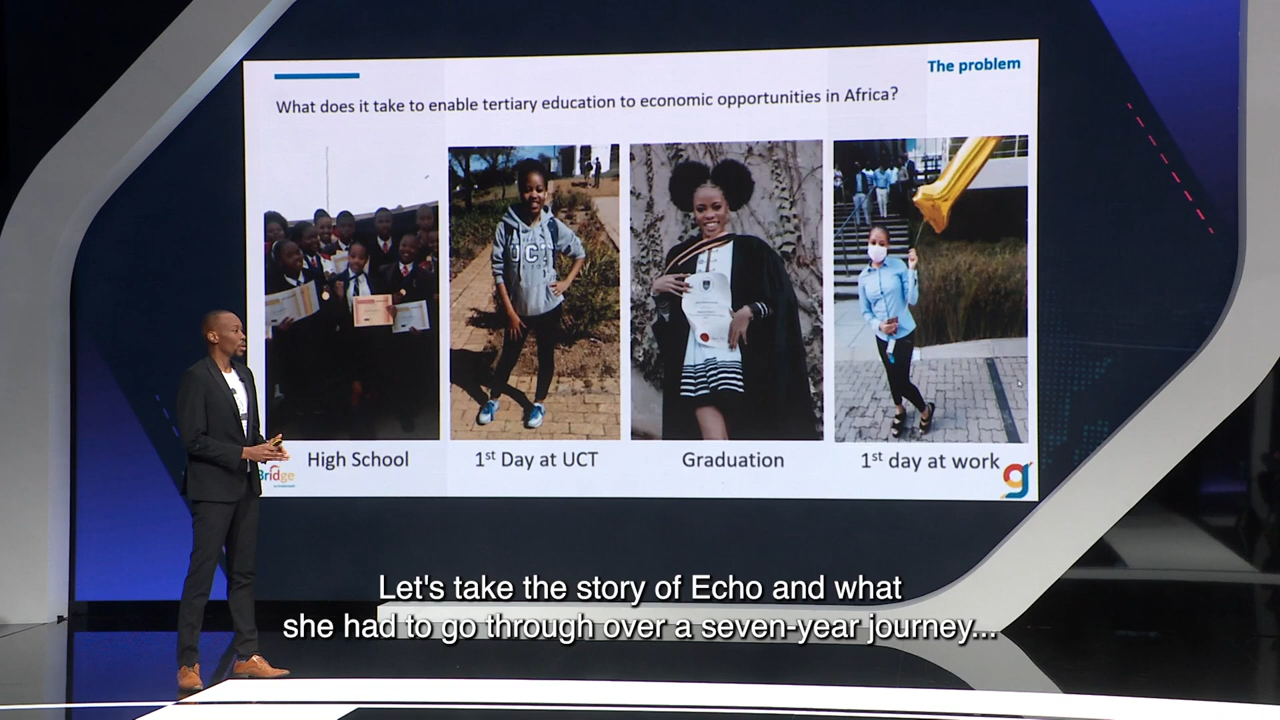 The problem
What does it take to enable tertiary education to economic opportunities in Africa?
UCT
High School
1st Day at UCT
Graduation
1st day at work
Bridge
Let's take the story of Echo and what
she had to go through over a seven-year journey...